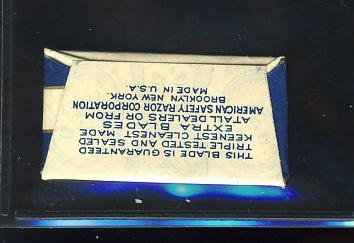 THIS BLADE IS GUARANTEED
TRIPLE TESTED AND SEALED
KEENEST CLEANEST MADE
EXTRA BLADES
AT ALL DEALERS OR FROM
AMERICAN SAFETY RAZOR CORPORATION
BROOKLYN NEW YORK.
MADE IN U.S.A.